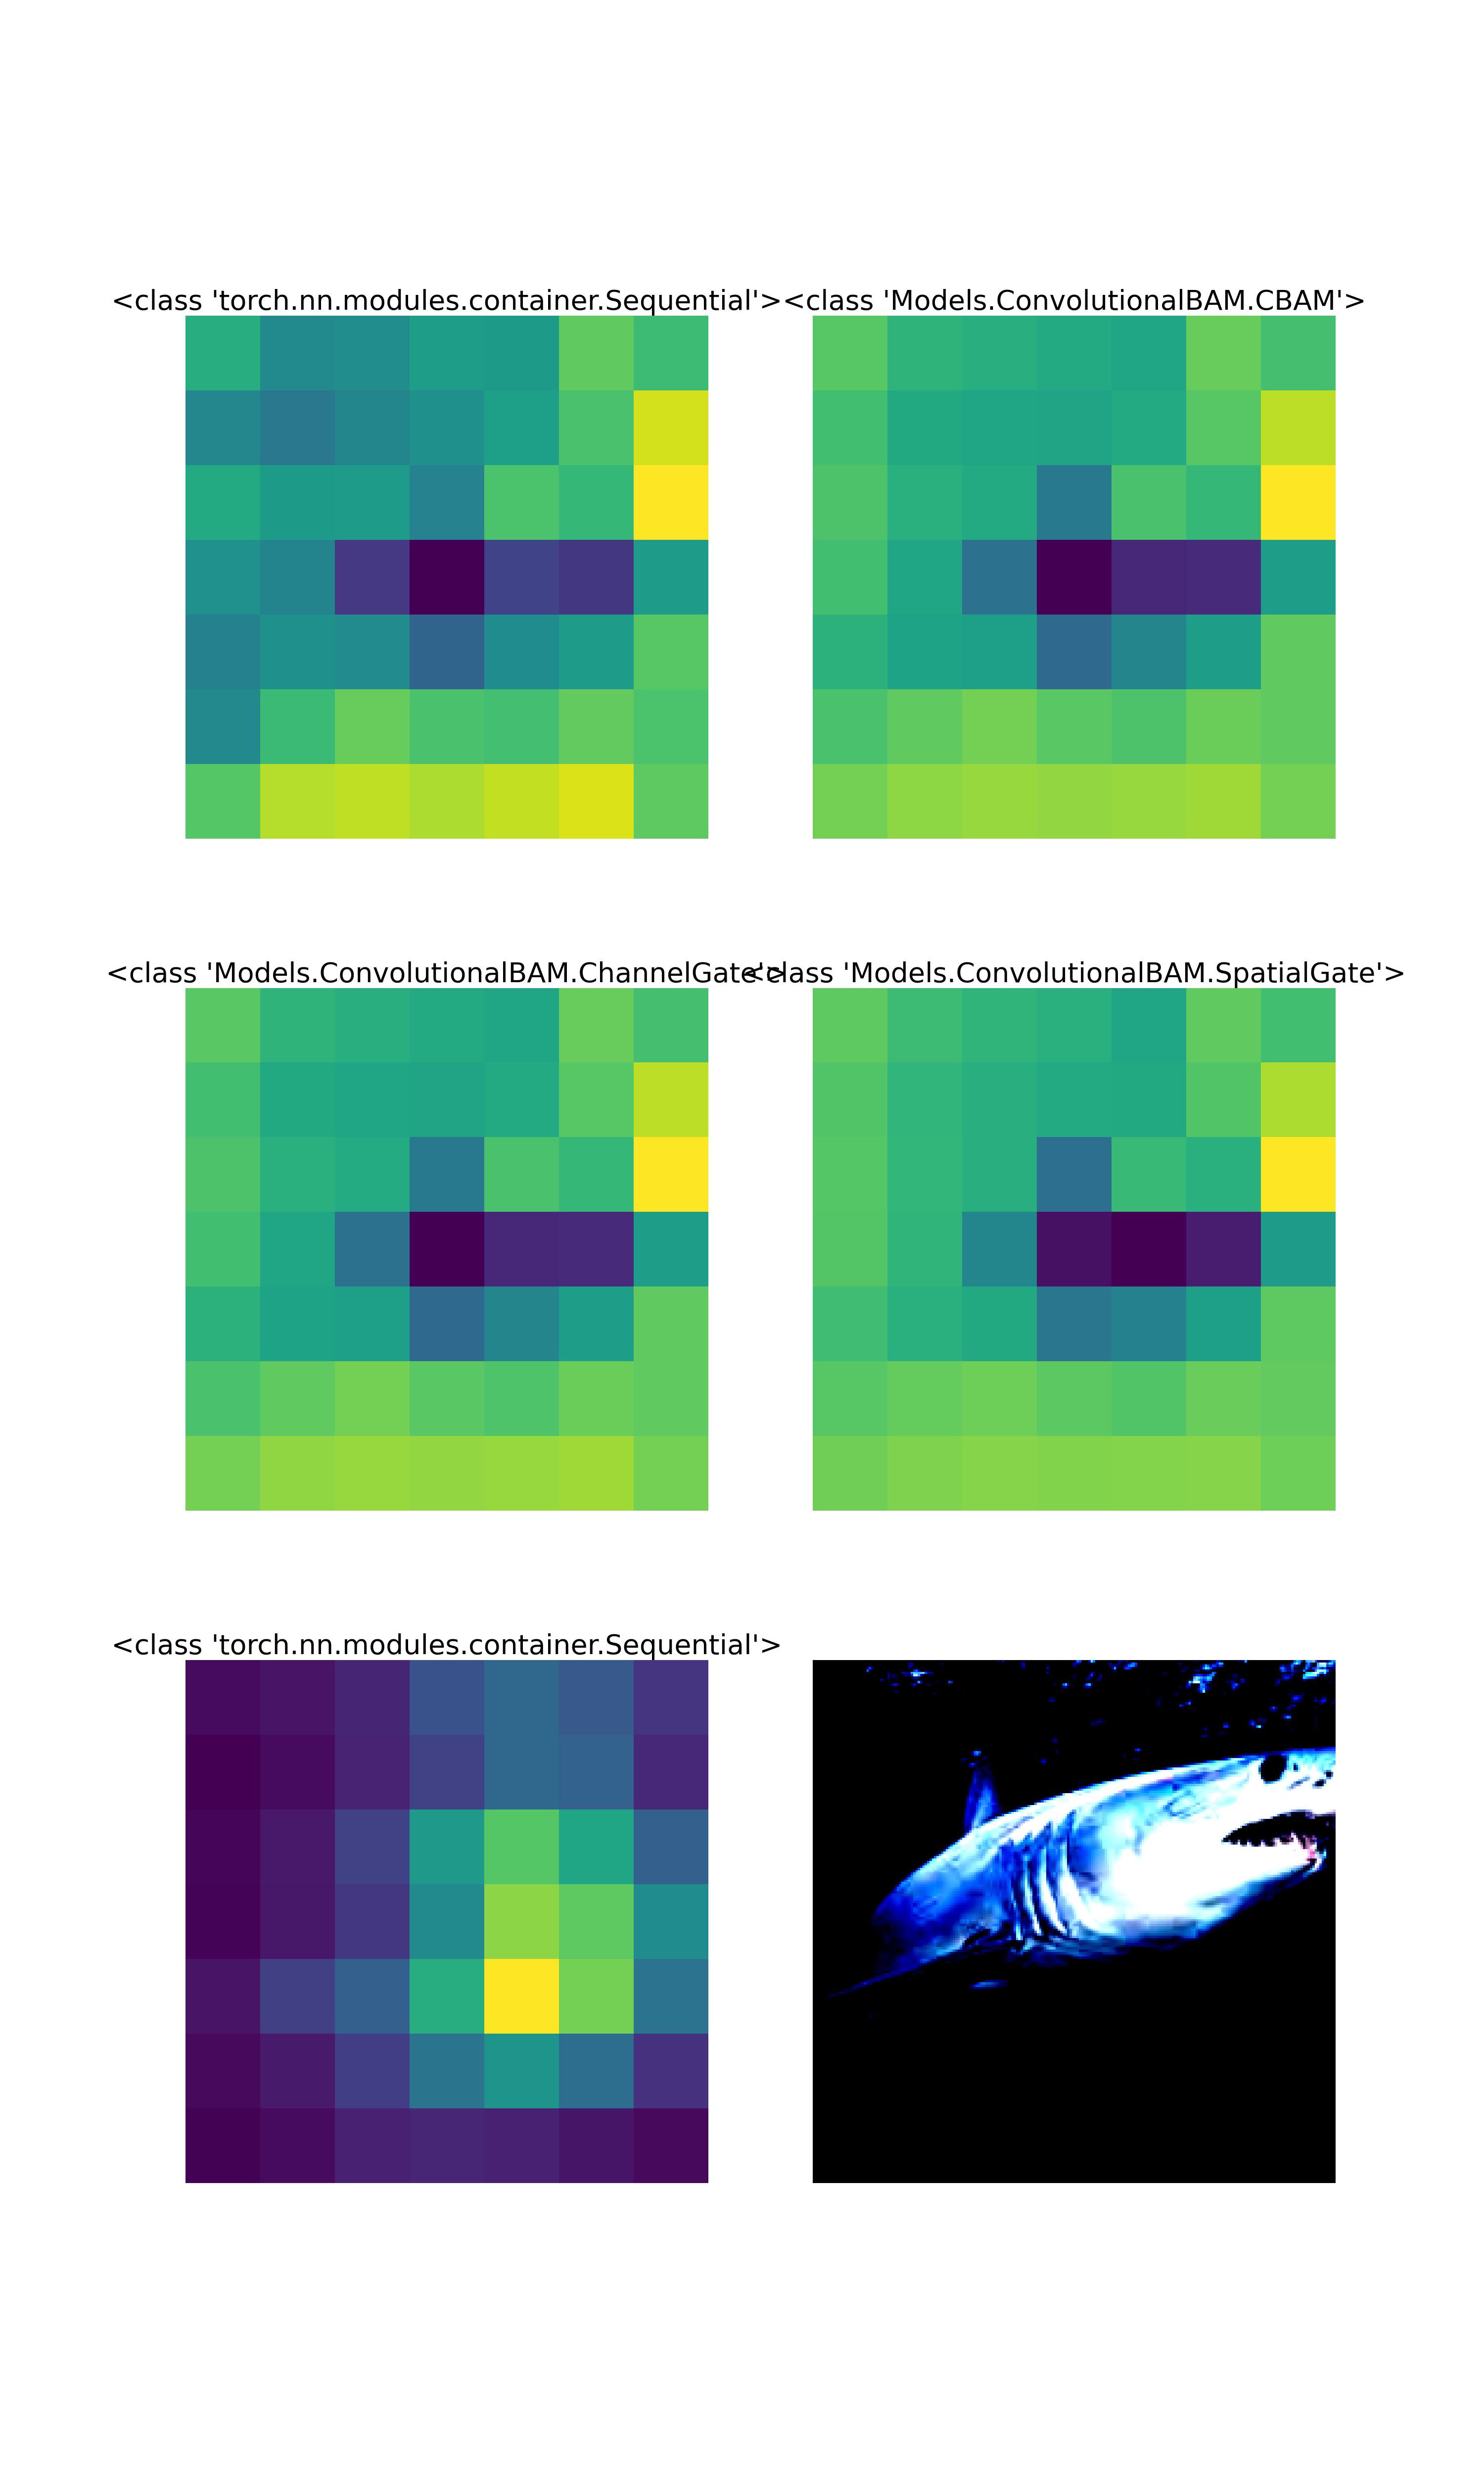 <class 'torch.nn.modules.container.Sequential'>
<class 'Models.ConvolutionalBAM.CBAM'>
<class 'Models.ConvolutionalBAM.ChannelGate'>
<class 'Models.ConvolutionalBAM.SpatialGate'>
<class 'torch.nn.modules.container.Sequential'>